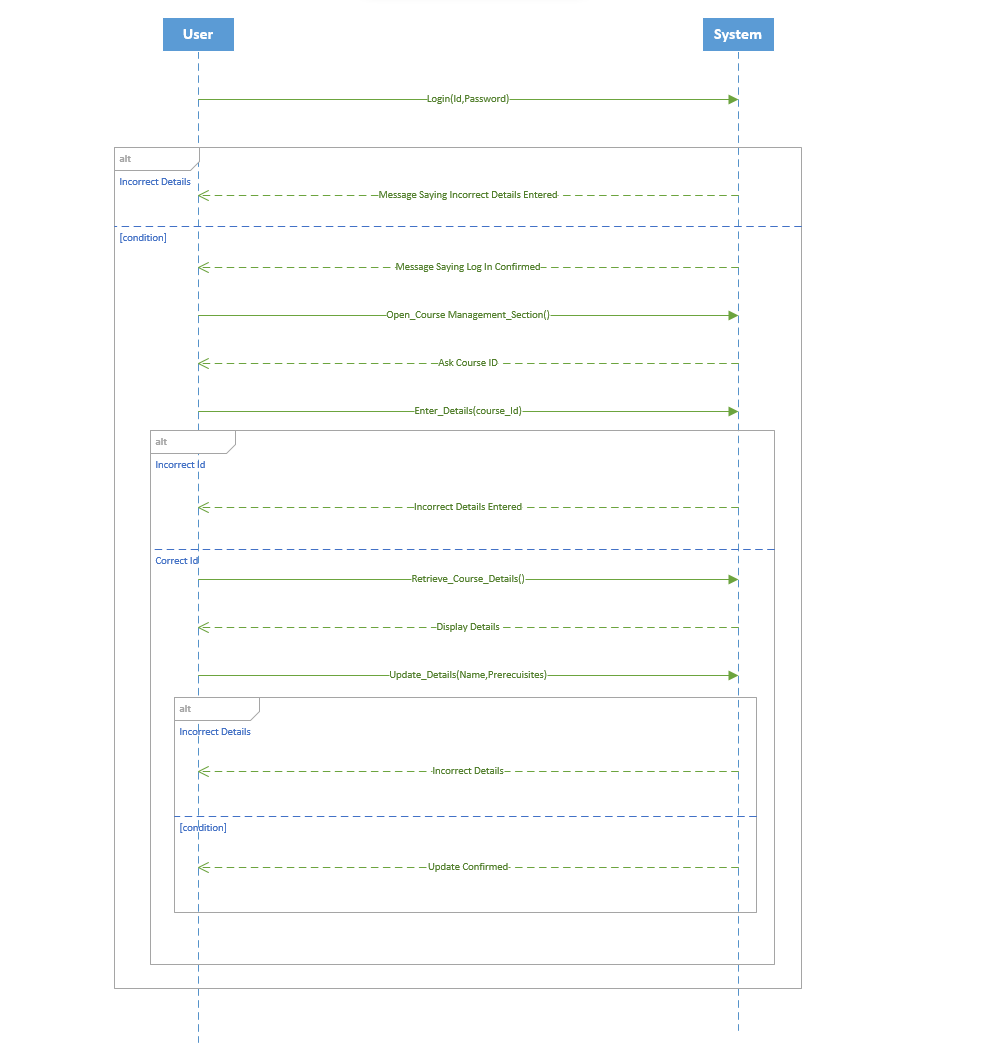 User
System
Login(Id,Password)
alt
Incorrect Details
Message Saying Incorrect Details Entered
[condition]
Message Saying Log In Confirmed
Open_Course Management_Section()
Ask Course ID
Enter_Details(course_Id)
alt
Incorrect Id
Incorrect Details Entered
Correct Id
Retrieve_Course_Details()
Display Details
Update_Details(Name,Prerecuisites)
alt
Incorrect Details
Incorrect Details
[condition]
Update Confirmed